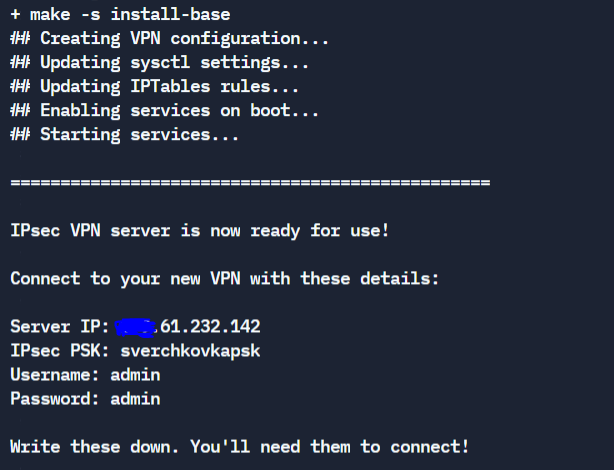 + make -s install-base
## Creating VPN configuration...
## Updating sysctl settings...
## Updating IPTables rules...
## Enabling services on boot...
## Starting services...
================================================
IPsec VPN server is now ready for use!
Connect to your new VPN with these details:
Server IP: .61.232.142
IPsec PSK: sverchkovkapsk
Username: admin
Password: admin
Write these down. You'll need them to connect!